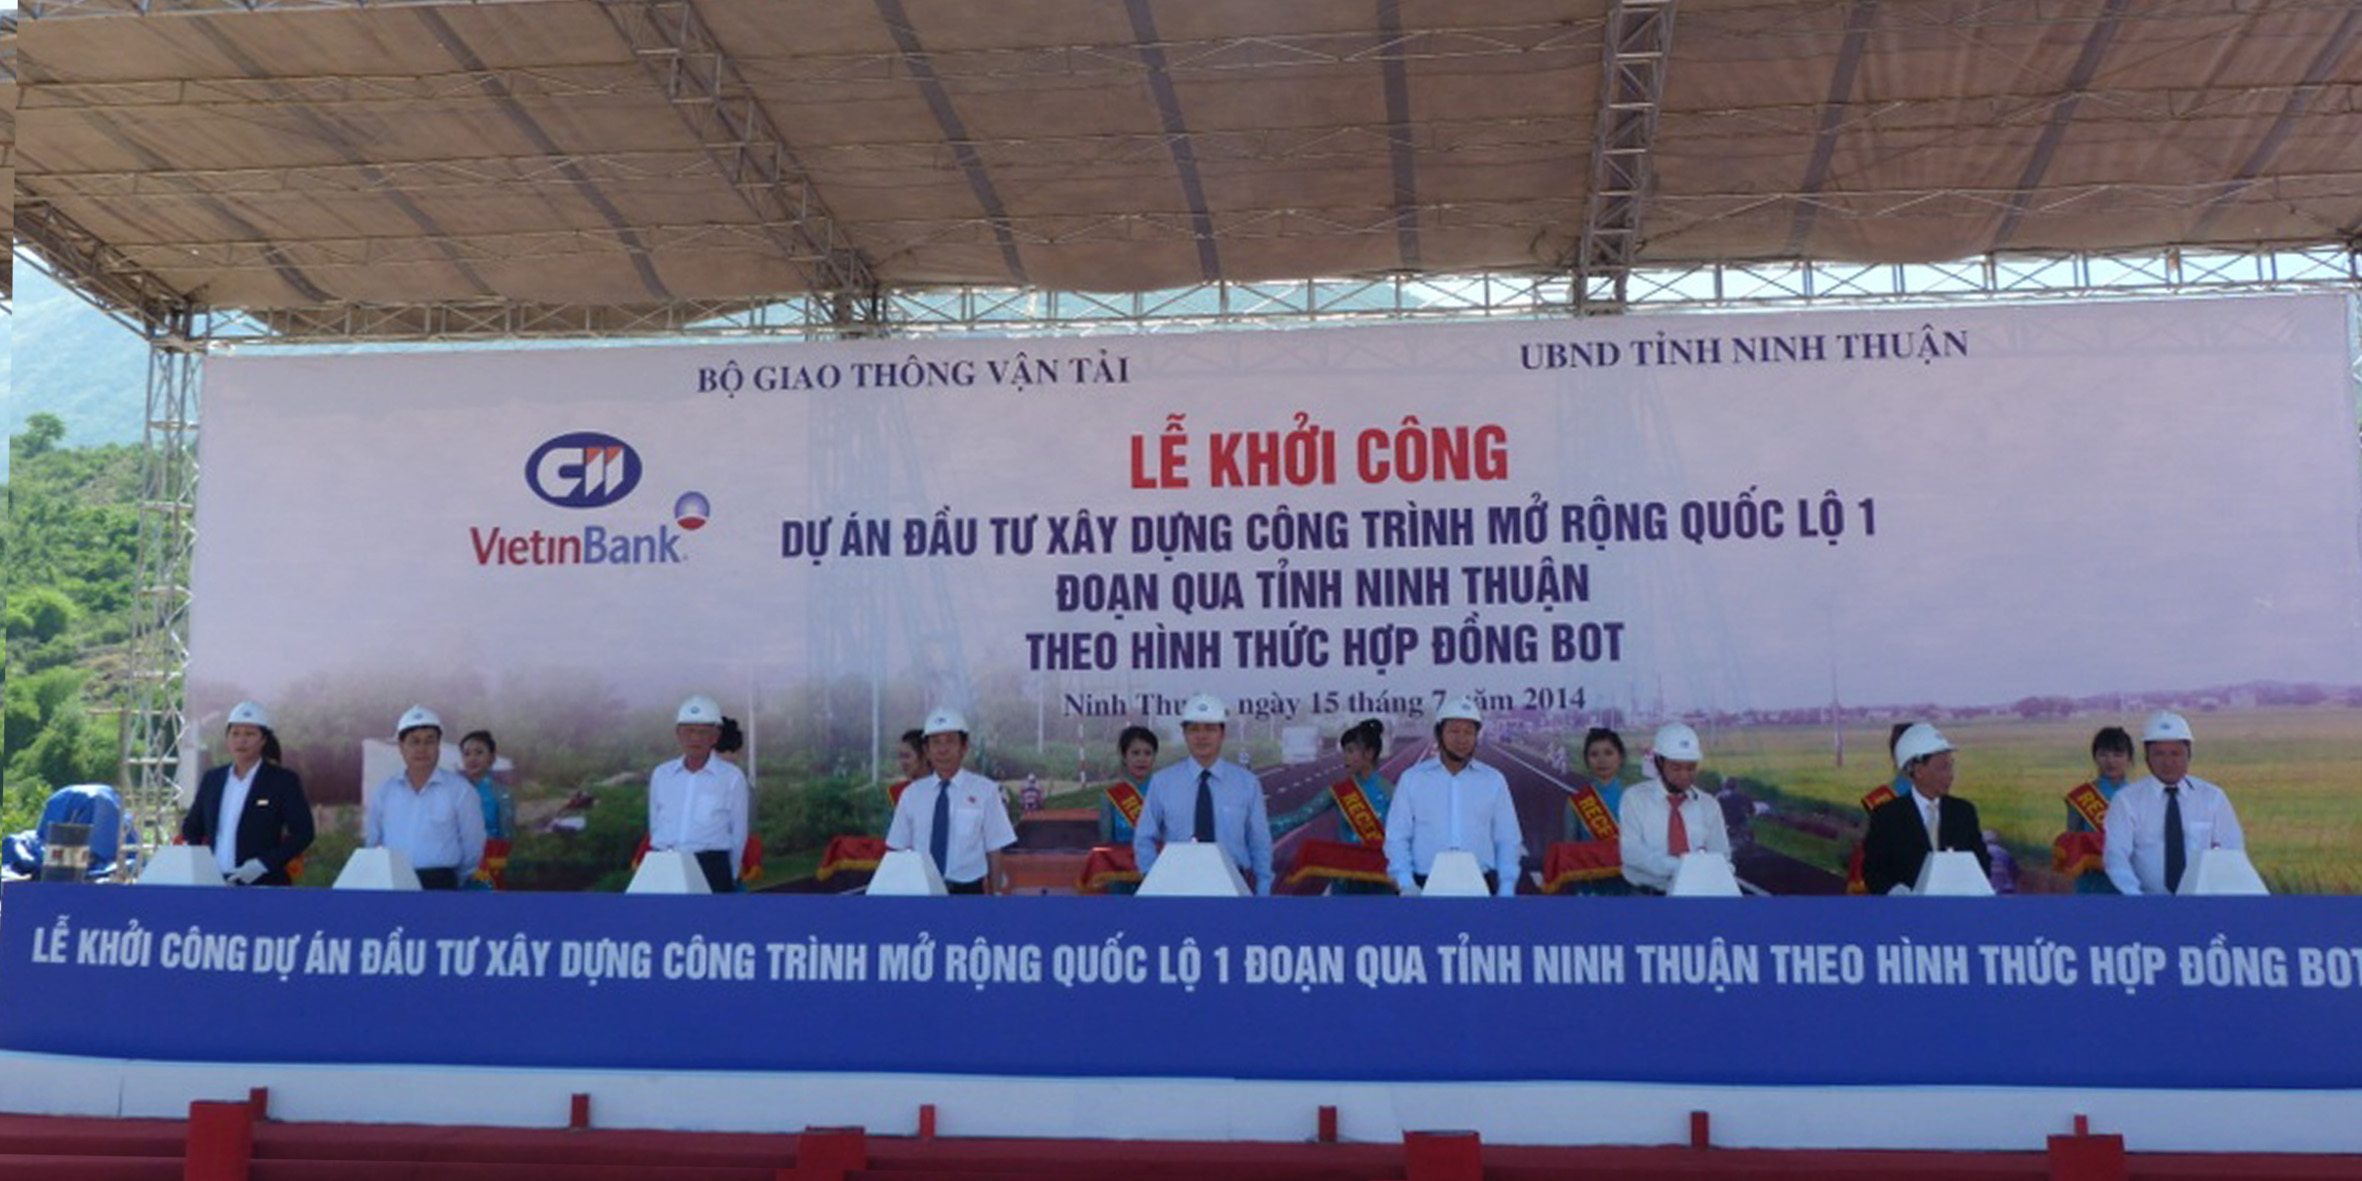 BỘ GIAO THÔNG VẬN TẢI
UBND TỈNH NINH THUẬN
CII
VietinBank
LỄ KHỞI CÔNG
DỰ ÁN ĐẦU TƯ XÂY DỰNG CÔNG TRÌNH MỞ RỘNG QUỐC LỘ 1
ĐOẠN QUA TỈNH NINH THUẬN
THEO HÌNH THỨC HỢP ĐỒNG BOT
Ninh , ngày 15 tháng 7 năm 2014
LỄ KHỞI CÔNG DỰ ÁN ĐẦU TƯ XÂY DỰNG CÔNG TRÌNH MỞ RỘNG QUỐC LỘ 1 ĐOẠN QUA TỈNH NINH THUẬN THEO HÌNH THỨC HỢP ĐỒNG BOT